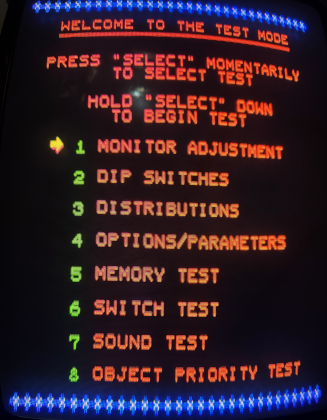 WELCOME TO THE TEST MODE
PRESS "SELECT" MOMENTARILY
TO SELECT TEST
HOLD "SELECT" DOWN
TO BEGIN TEST
1 MONITOR ADJUSTMENT
2 DIP SWITCHES
3 DISTRIBUTIONS
4 OPTIONS/PARAMETERS
5 MEMORY TEST
6 SWITCH TEST
7 SOUND TEST
8 OBJECT PRIORITY TEST